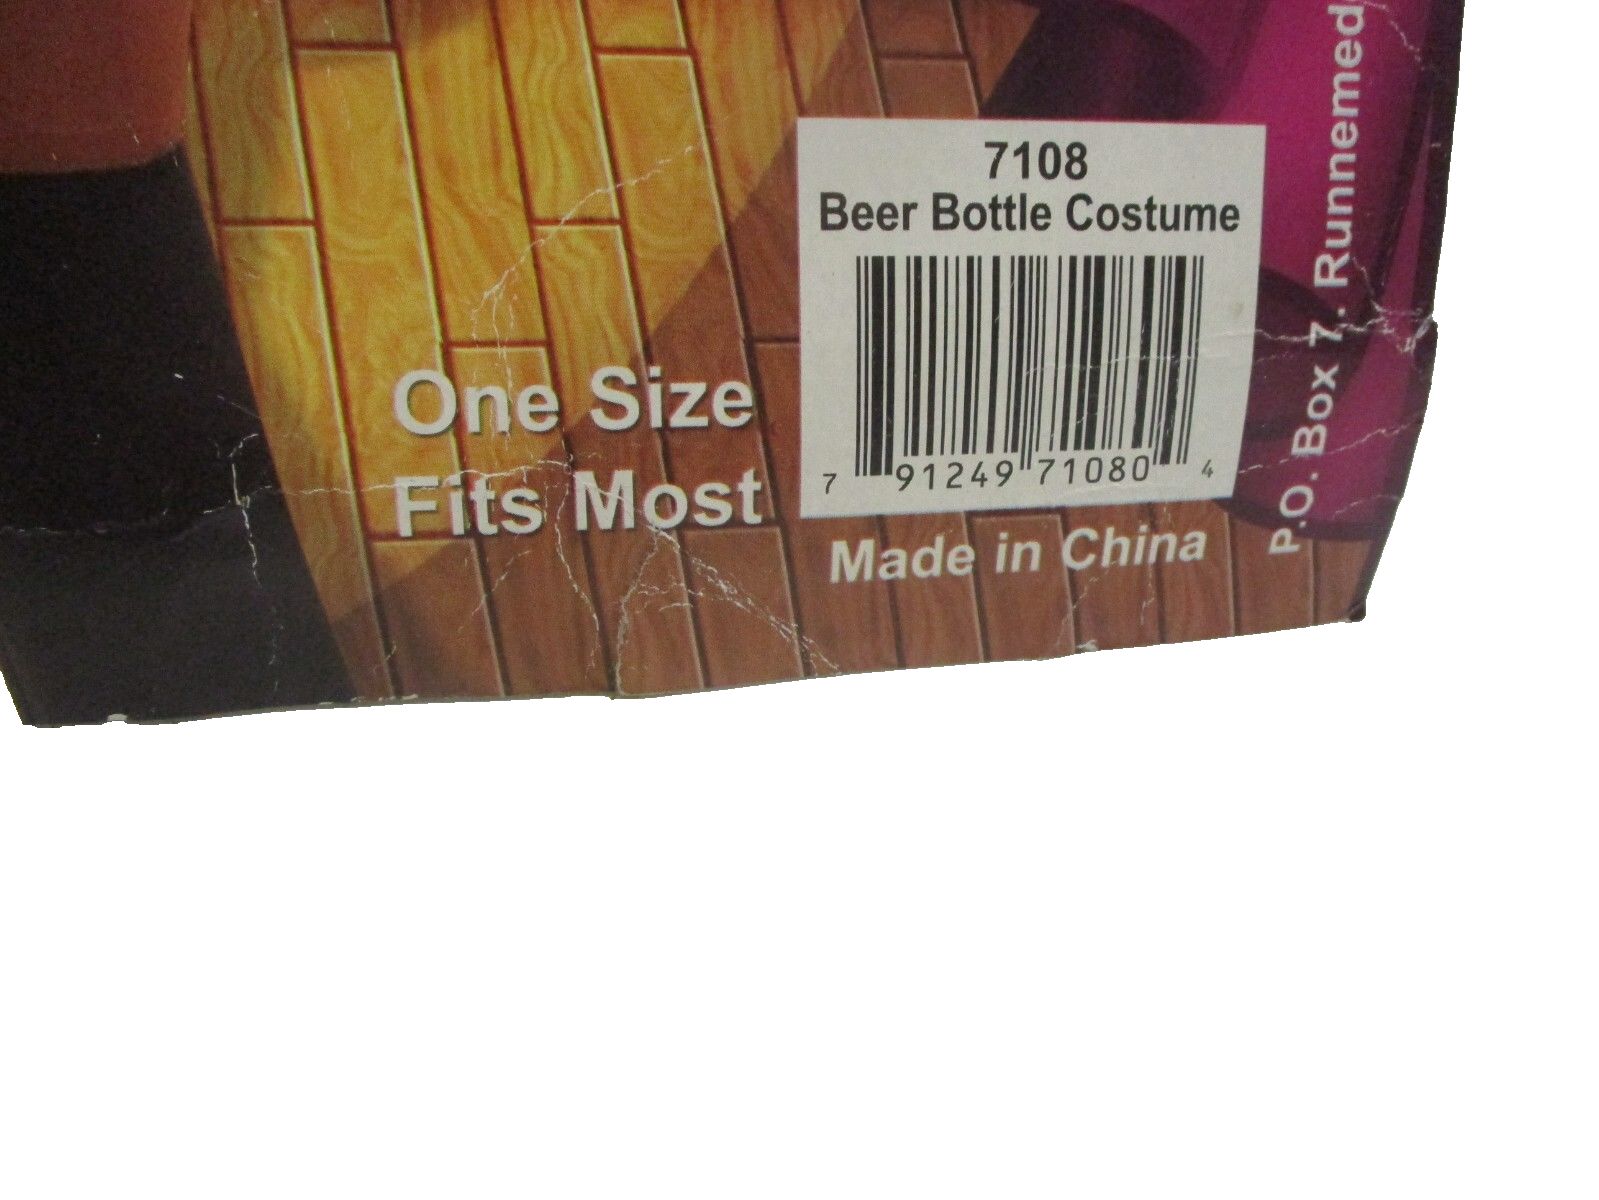 7108
Beer Bottle Costume
7 91249 71080 4
One Size
Fits Most
Made in China
P.O. Box 7. Runnemed